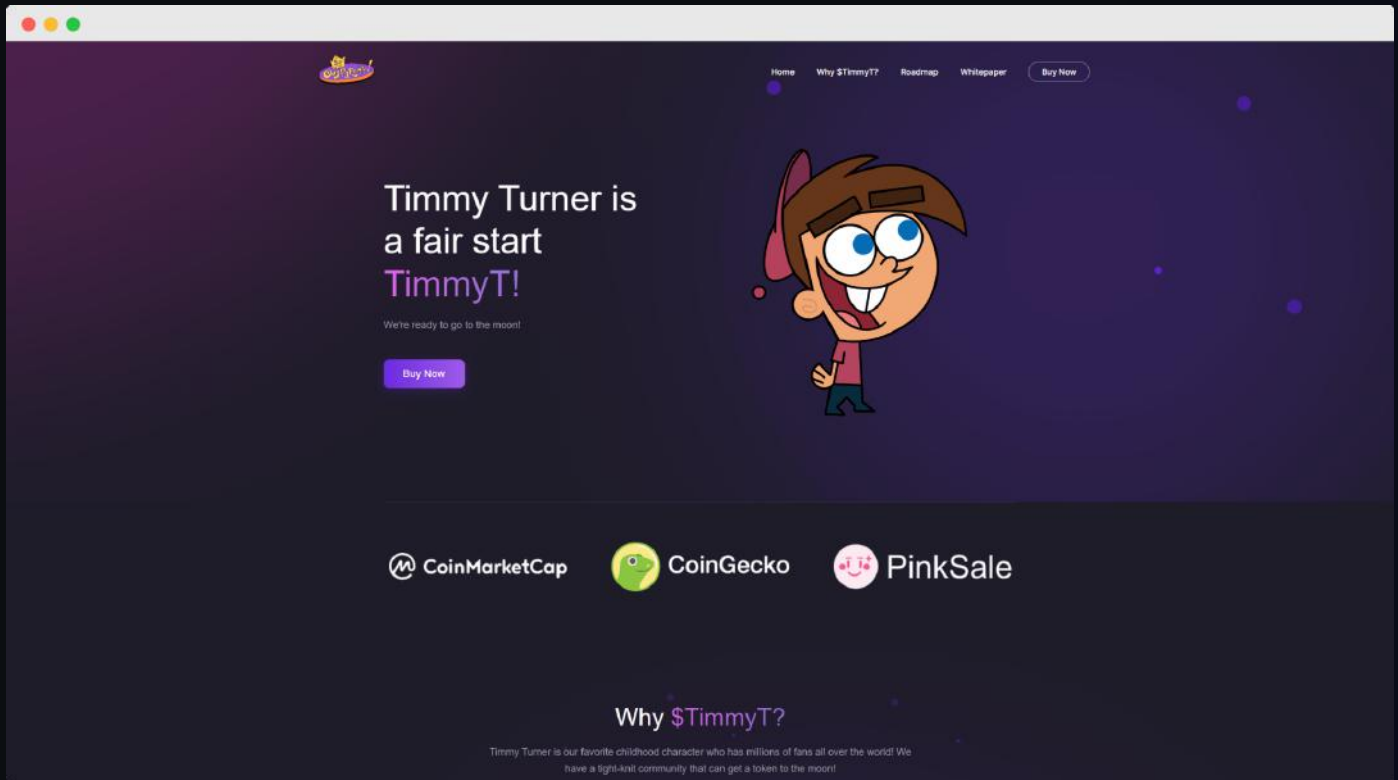 Home Why $TimmyT? Roadmap Whitepaper Buy Now
Timmy Turner is
a fair start
TimmyT!
We're ready to go to the moon!
Buy Now
CoinMarketCap CoinGecko PinkSale
Why $TimmyT?
Timmy Turner is our favorite childhood character who has millions of fans all over the world! We
have a tight-knit community that can get a token to the moon!